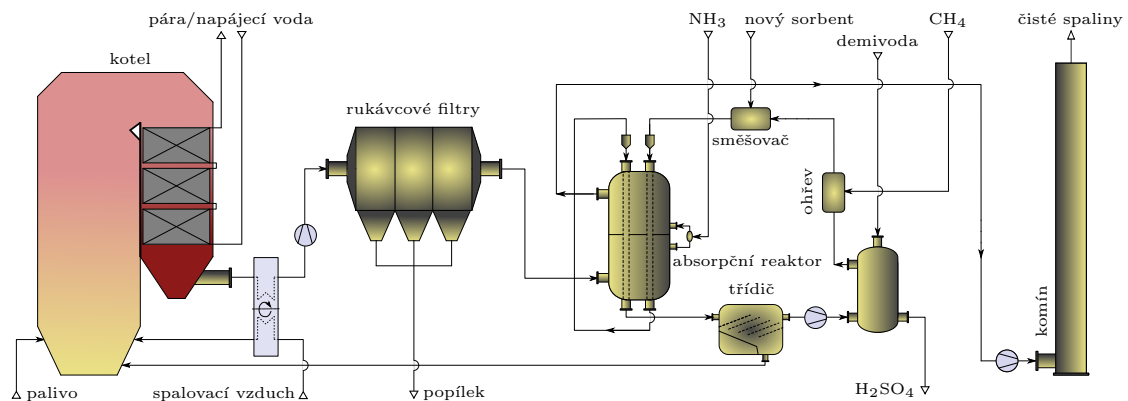 pára/napájecí voda
NH3
nový sorbent
CH4
čisté spaliny
demivoda
kotel
rukávcové filtry
směšovač
ohřev
absorpční reaktor
třídič
komín
palivo
spalovací vzduch
popílek
H2SO4